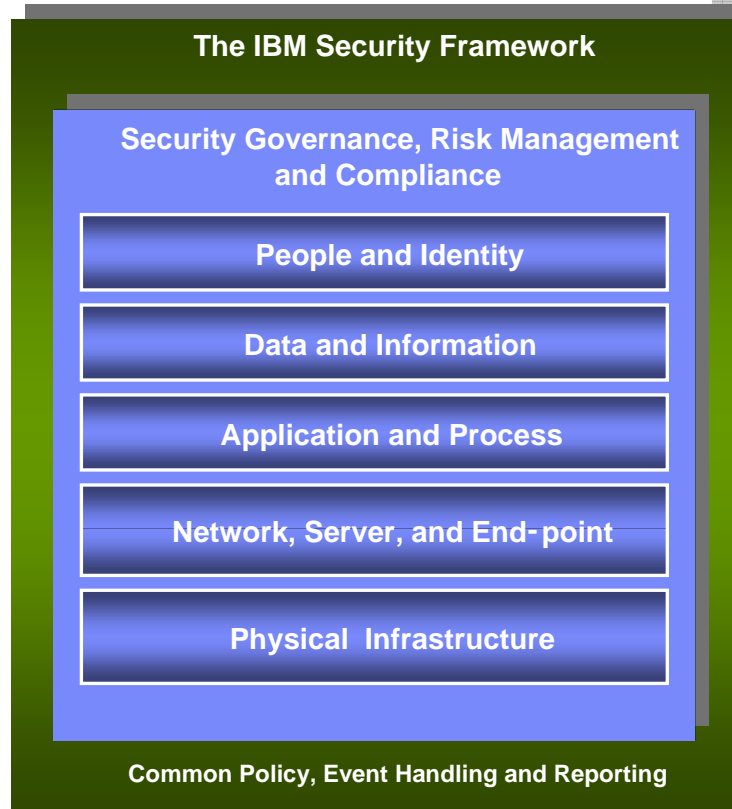 The IBM Security Framework
Security Governance, Risk Management
and Compliance
People and Identity
Data and Information
Application and Process
Network, Server, and End-point
Physical Infrastructure
Common Policy, Event Handling and Reporting